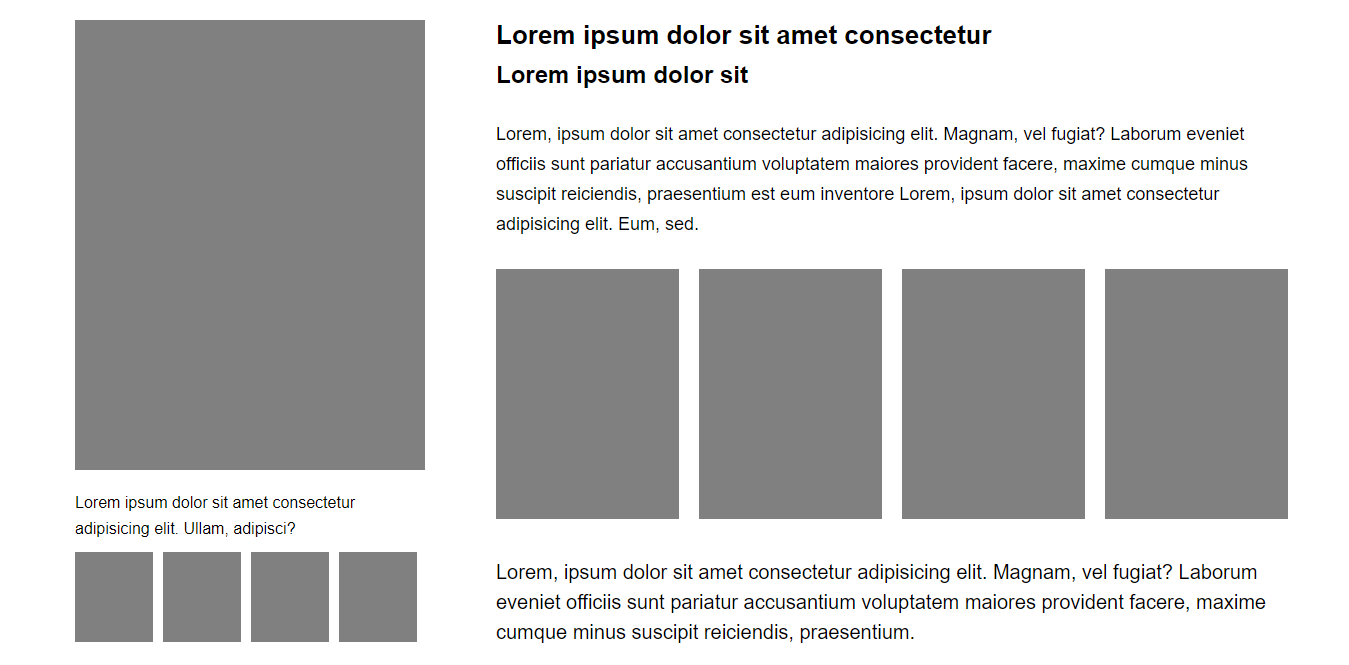 Lorem ipsum dolor sit amet consectetur
adipisicing elit. Ullam, adipisci?
Lorem ipsum dolor sit amet consectetur
Lorem ipsum dolor sit
Lorem, ipsum dolor sit amet consectetur adipisicing elit. Magnam, vel fugiat? Laborum eveniet
officiis sunt pariatur accusantium voluptatem maiores provident facere, maxime cumque minus
suscipit reiciendis, praesentium est eum inventore Lorem, ipsum dolor sit amet consectetur
adipisicing elit. Eum, sed.
Lorem, ipsum dolor sit amet consectetur adipisicing elit. Magnam, vel fugiat? Laborum
eveniet officiis sunt pariatur accusantium voluptatem maiores provident facere, maxime
cumque minus suscipit reiciendis, praesentium.